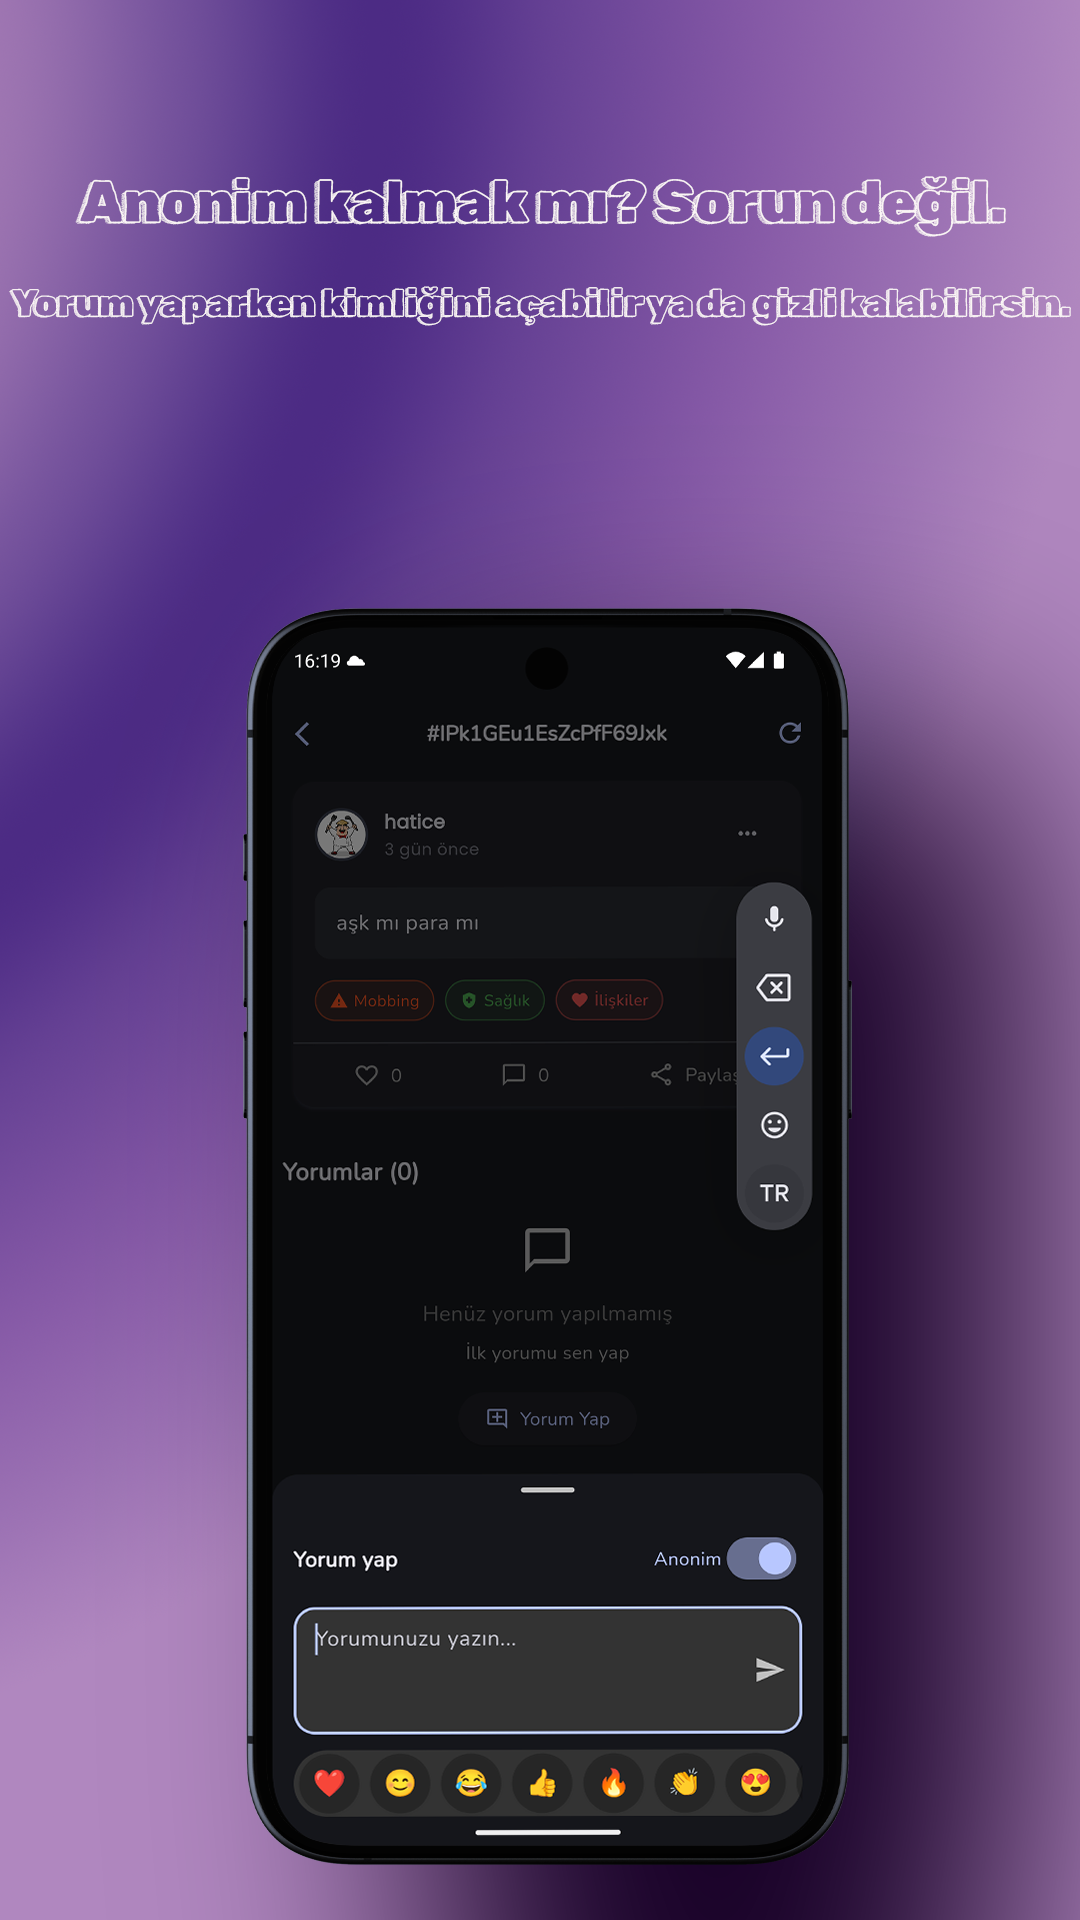 Anonim kalmak mı? Sorun değil.
Yorum yaparken kimliğini açabilir ya da gizli kalabilirsin.
16:19
#IPk1GEu1EsZcPfF69Jxk
hatice
3 gün önce
aşk mı para mı
Mobbing Sağlık İlişkiler
0 0 Paylaş
TR
Yorumlar (0)
Henüz yorum yapılmamış
İlk yorumu sen yap
Yorum Yap
Yorum yap Anonim
Yorumunuzu yazın...